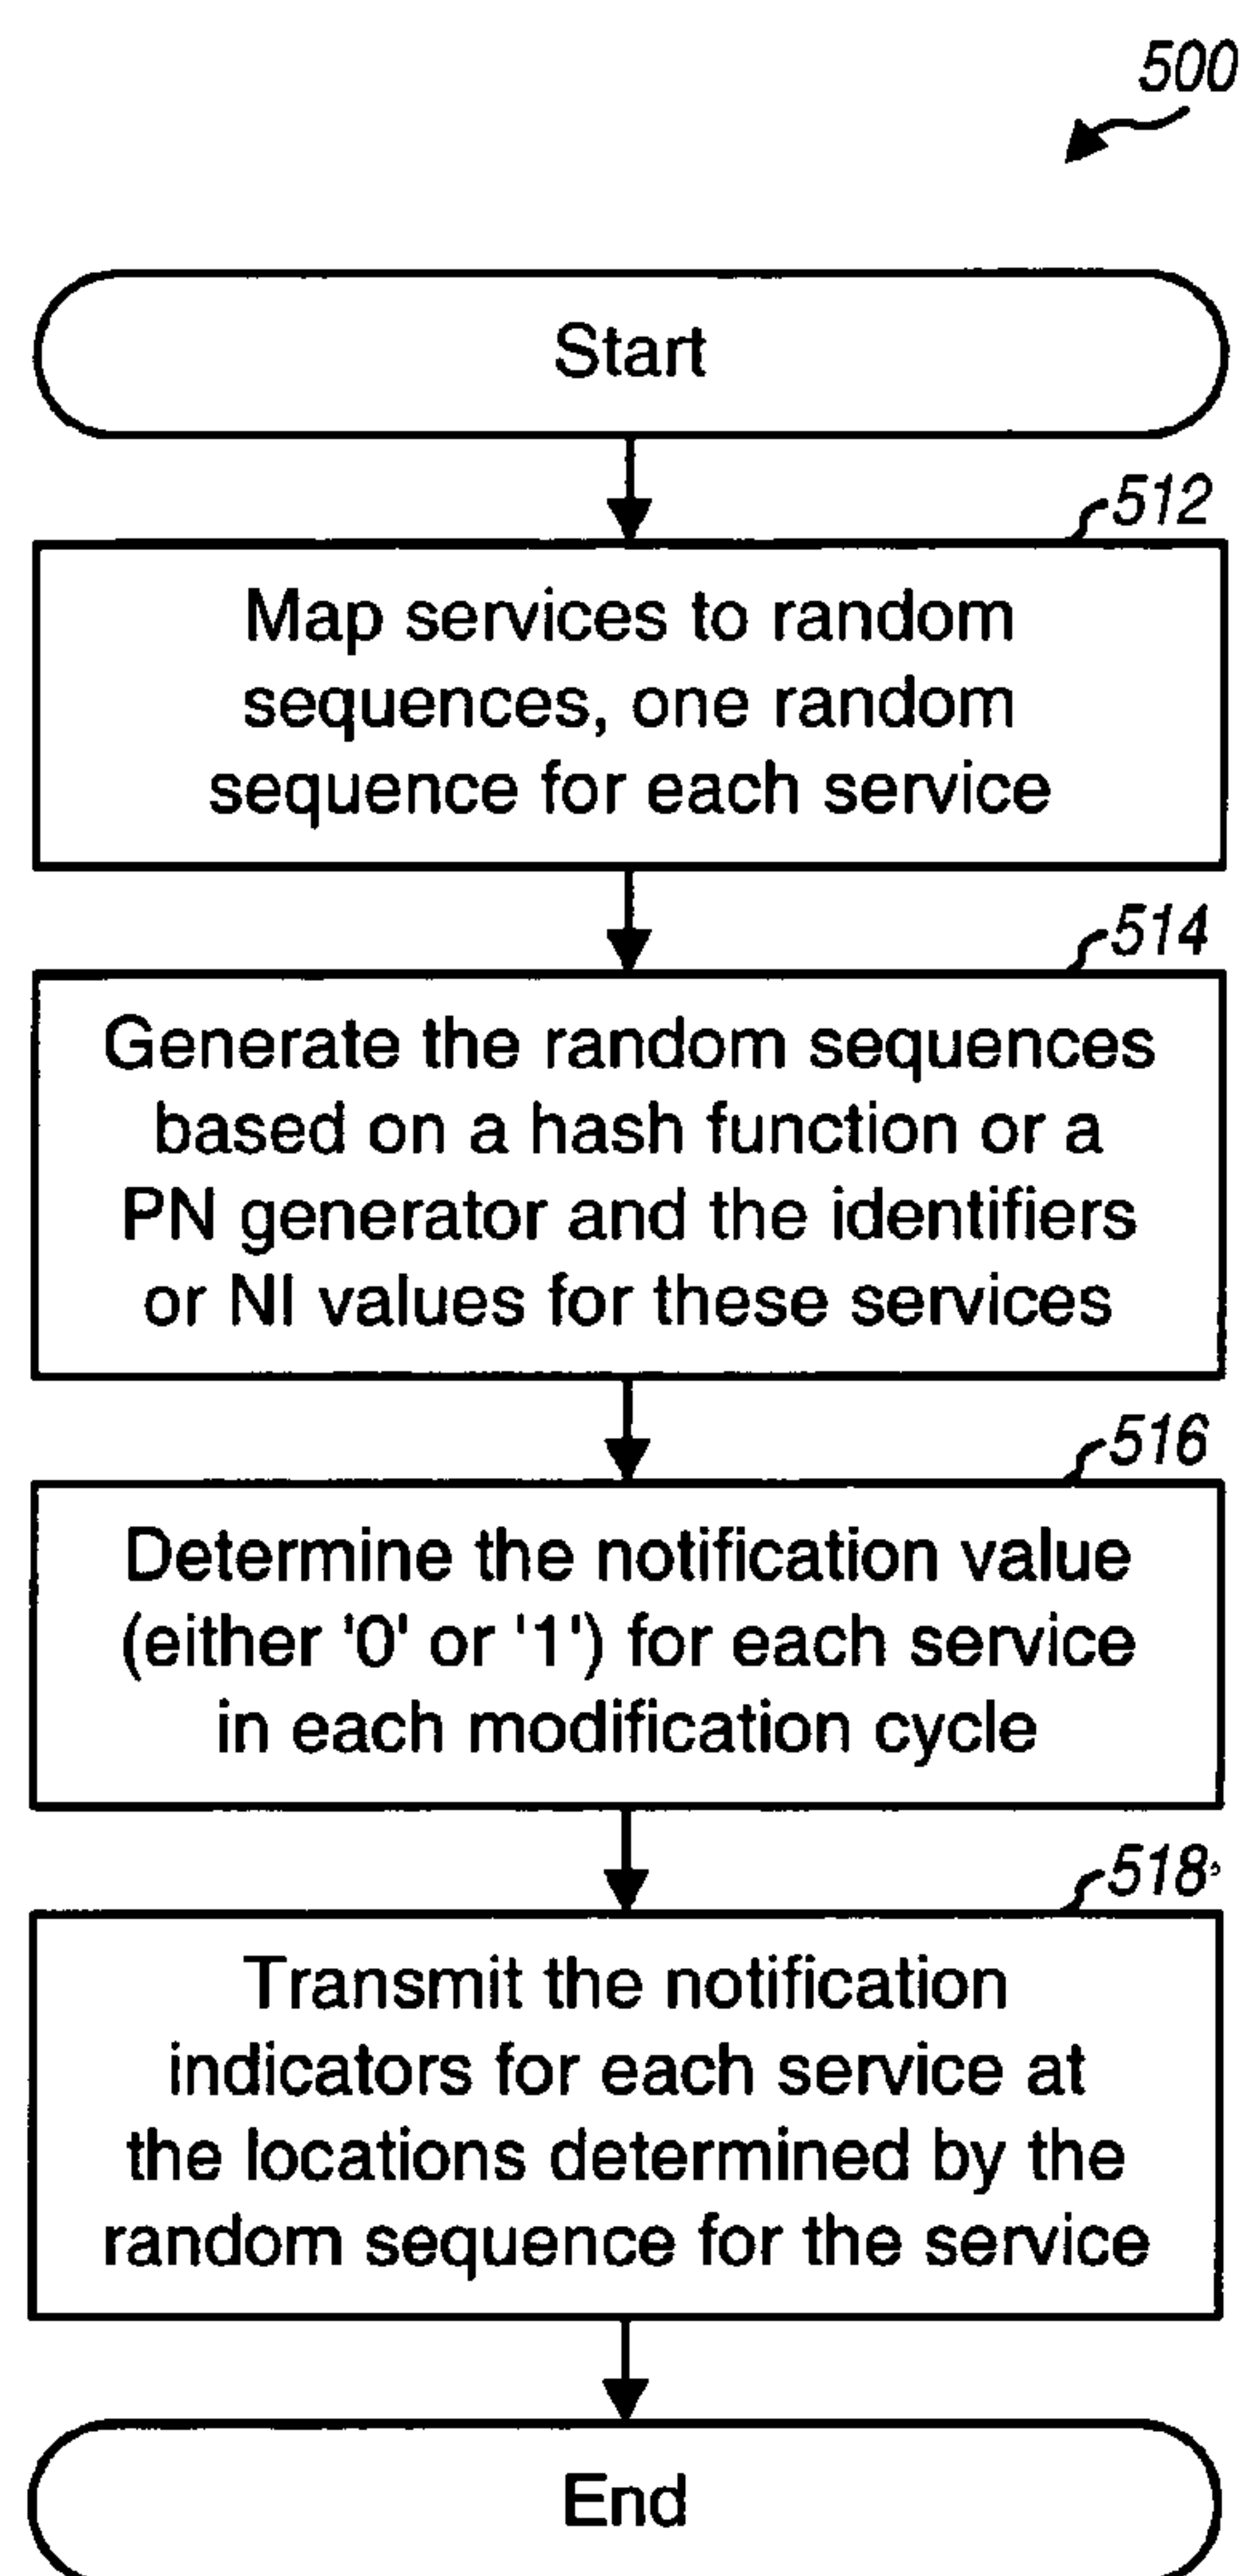 500
Start
512
Map services to random
sequences, one random
sequence for each service
514
Generate the random sequences
based on a hash function or a
PN generator and the identifiers
or NI values for these services
516
Determine the notification value
(either '0' or '1') for each service
in each modification cycle
518
Transmit the notification
indicators for each service at
the locations determined by the
random sequence for the service
End